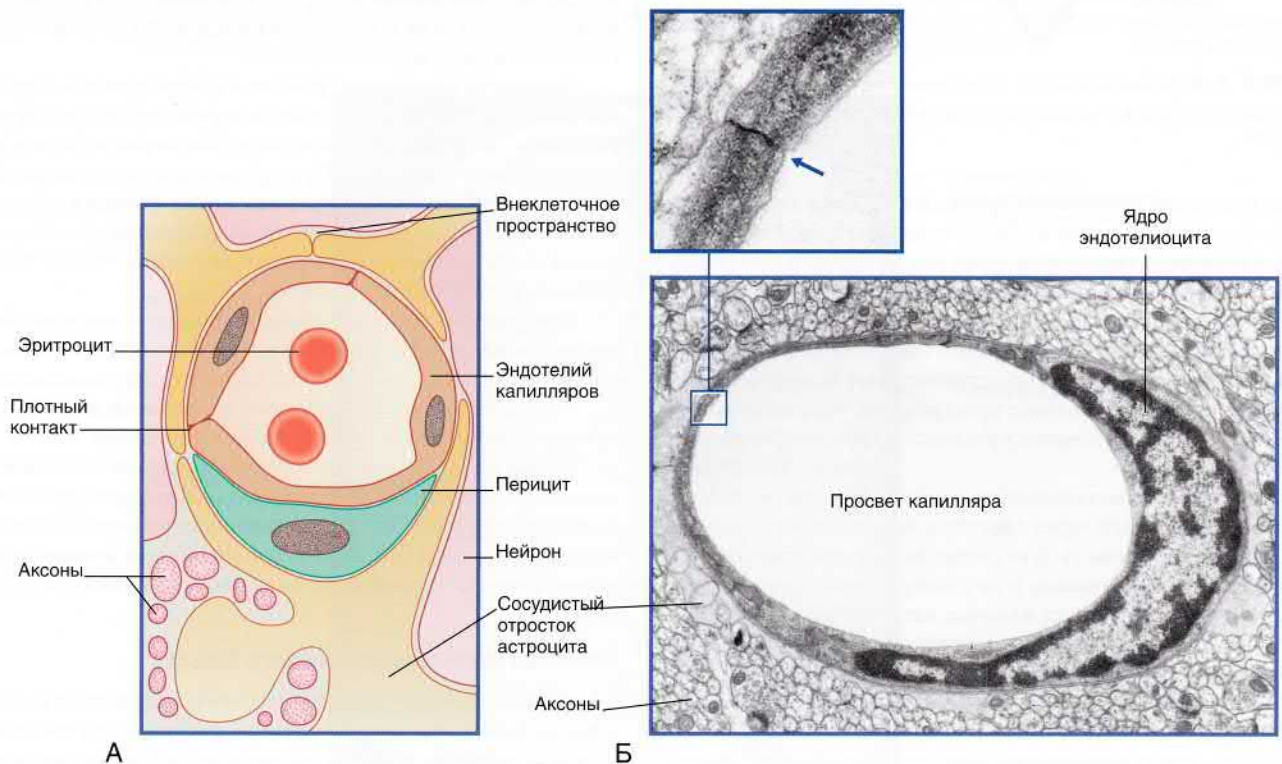 Внеклеточное
пространство
Эритроцит
Эндотелий
капилляров
Плотный
контакт
Перицит
Нейрон
Аксоны
Сосудистый
отросток
астроцита
А
Ядро
эндотелиоцита
Просвет капилляра
Аксоны
Б